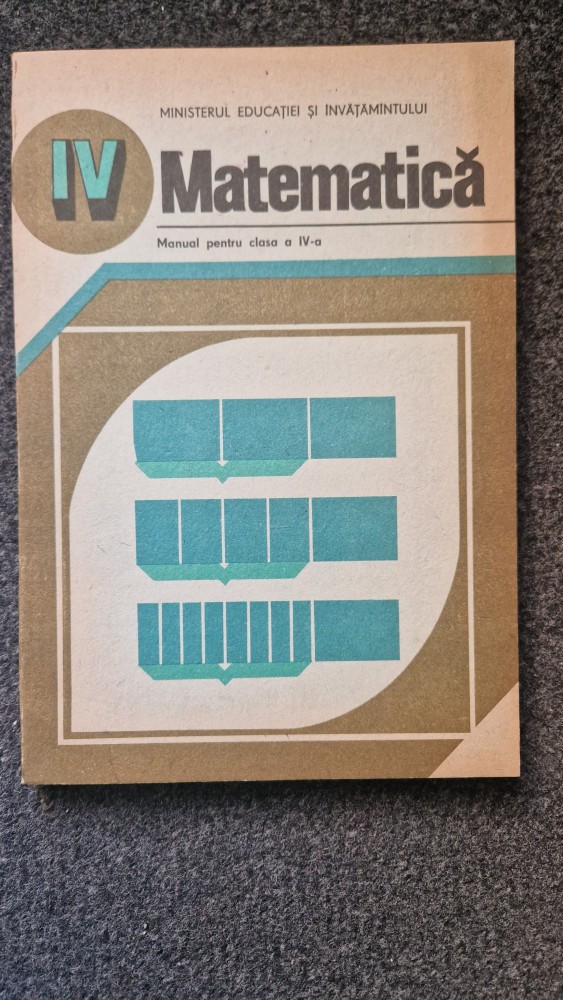 MINISTERUL EDUCAȚIEI ȘI ÎNVĂȚĂMÎNTULUI
IV
Matematică
Manual pentru clasa a IV-a